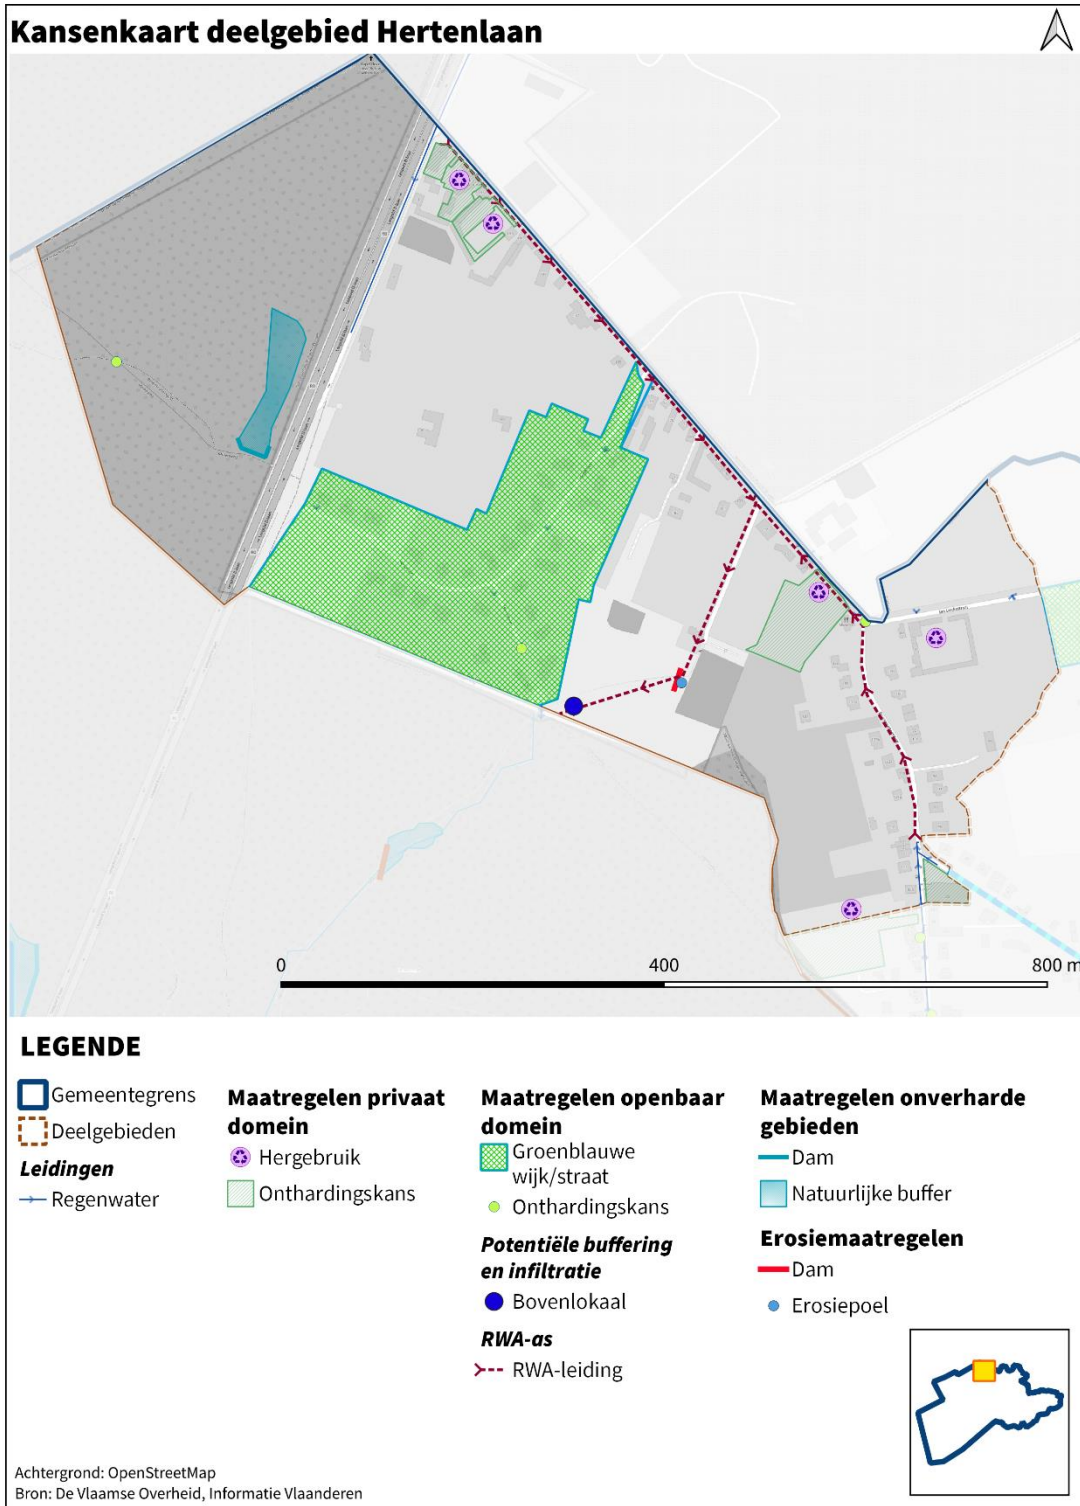 Kansenkaart deelgebied Hertenlaan
0
400
800 m
LEGENDE
Gemeentegrens
Deelgebieden
Leidingen
Regenwater
Maatregelen privaat
domein
Hergebruik
Onthardingskans
Maatregelen openbaar
domein
Groenblauwe
wijk/straat
Onthardingskans
Potentiële buffering
en infiltratie
Bovenlokaal
RWA-as
RWA-leiding
Maatregelen onverharde
gebieden
Dam
Natuurlijke buffer
Erosiemaatregelen
Dam
Erosiepoel
Achtergrond: OpenStreetMap
Bron: De Vlaamse Overheid, Informatie Vlaanderen